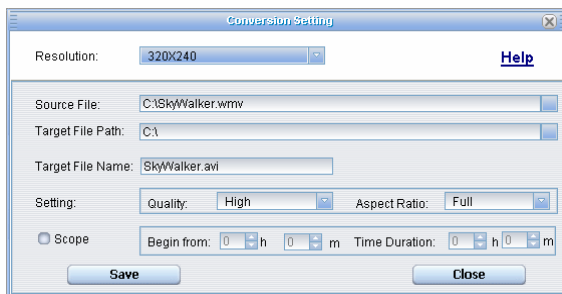 Conversion Setting
Resolution: 320X240 Help
Source File: C:\SkyWalker.wmv
Target File Path: C:\
Target File Name: SkyWalker.avi
Setting: Quality: High Aspect Ratio: Full
Scope Begin from: 0 h 0 m Time Duration: 0 h 0 m
Save Close